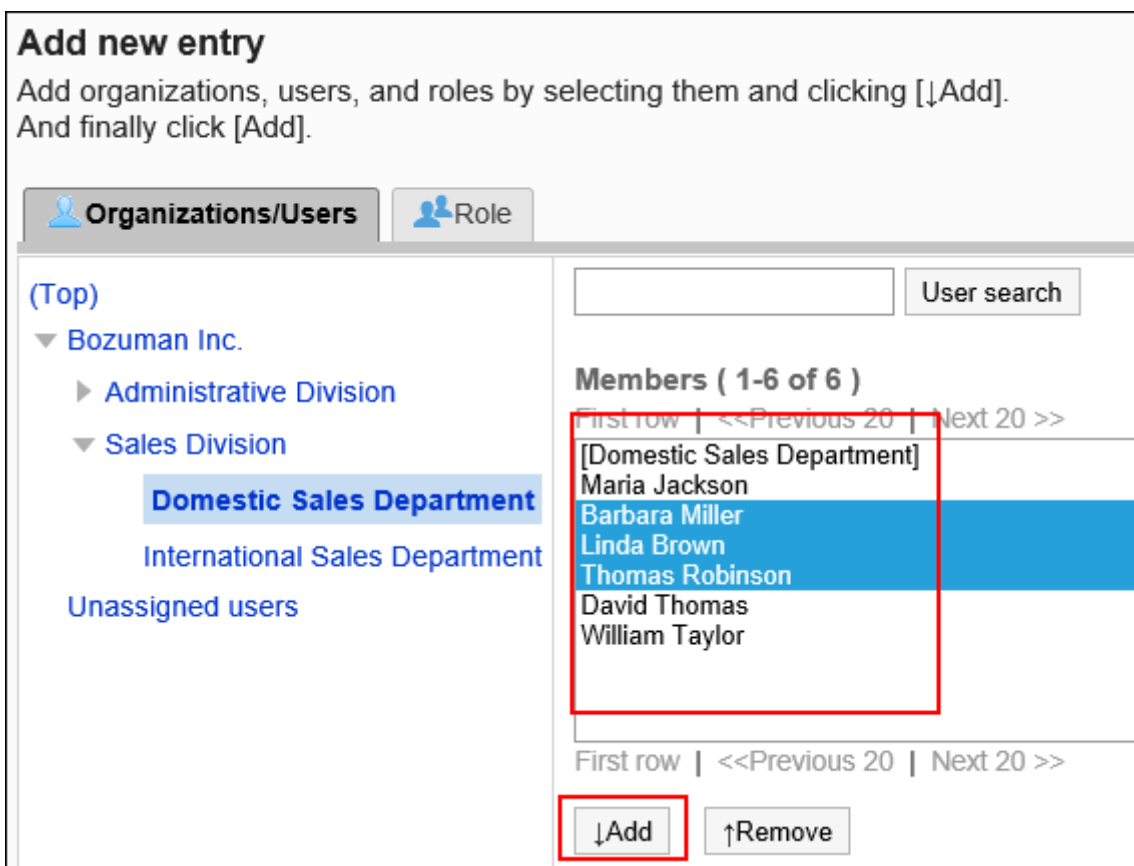 Add new entry
Add organizations, users, and roles by selecting them and clicking [↓Add].
And finally click [Add].
Organizations/Users
Role
(Top)
Bozuman Inc.
Administrative Division
Sales Division
Domestic Sales Department
International Sales Department
Unassigned users
User search
Members ( 1-6 of 6 )
First row | <<Previous 20 | Next 20 >>
[Domestic Sales Department]
Maria Jackson
Barbara Miller
Linda Brown
Thomas Robinson
David Thomas
William Taylor
First row | <<Previous 20 | Next 20 >>
↓Add
↑Remove